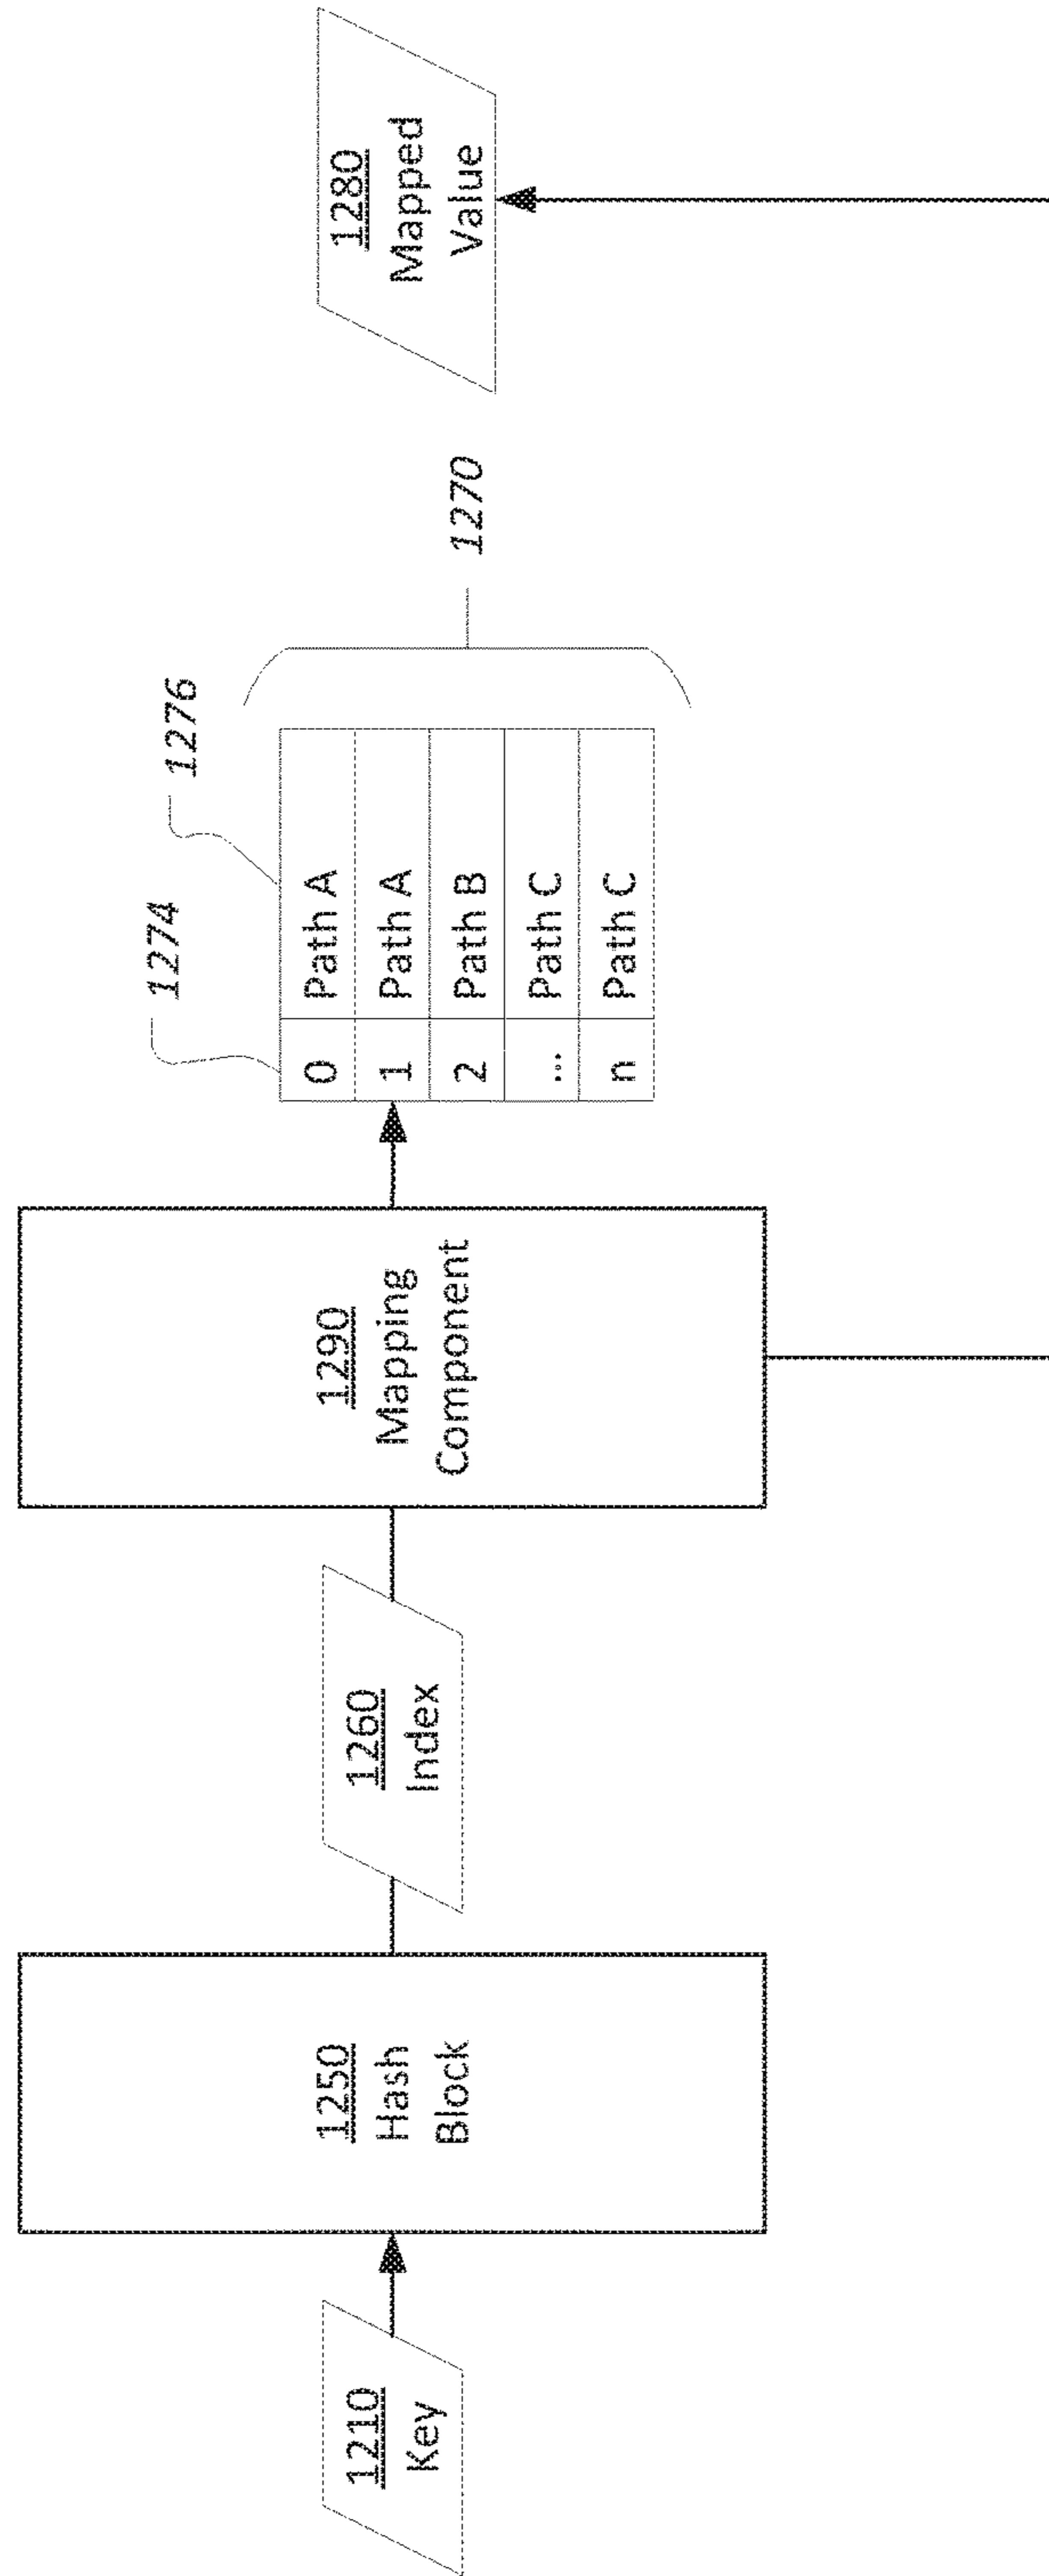 1210
Key
1250
Hash
Block
1260
Index
1290
Mapping
Component
1274
1276
0 Path A
1 Path A
2 Path B
... Path C
n Path C
1270
1280
Mapped
Value